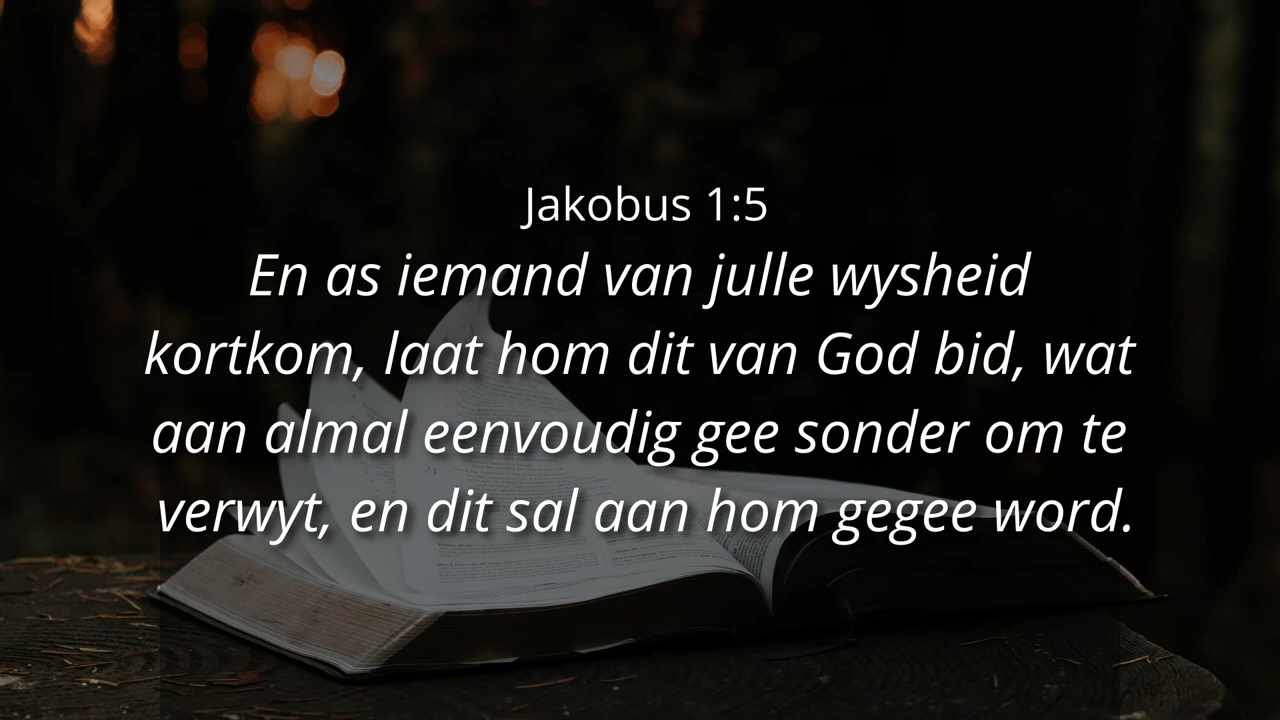 Jakobus 1:5
En as iemand van julle wysheid
kortkom, laat hom dit van God bid, wat
aan almal eenvoudig gee sonder om te
verwyt, en dit sal aan hom gegee word.